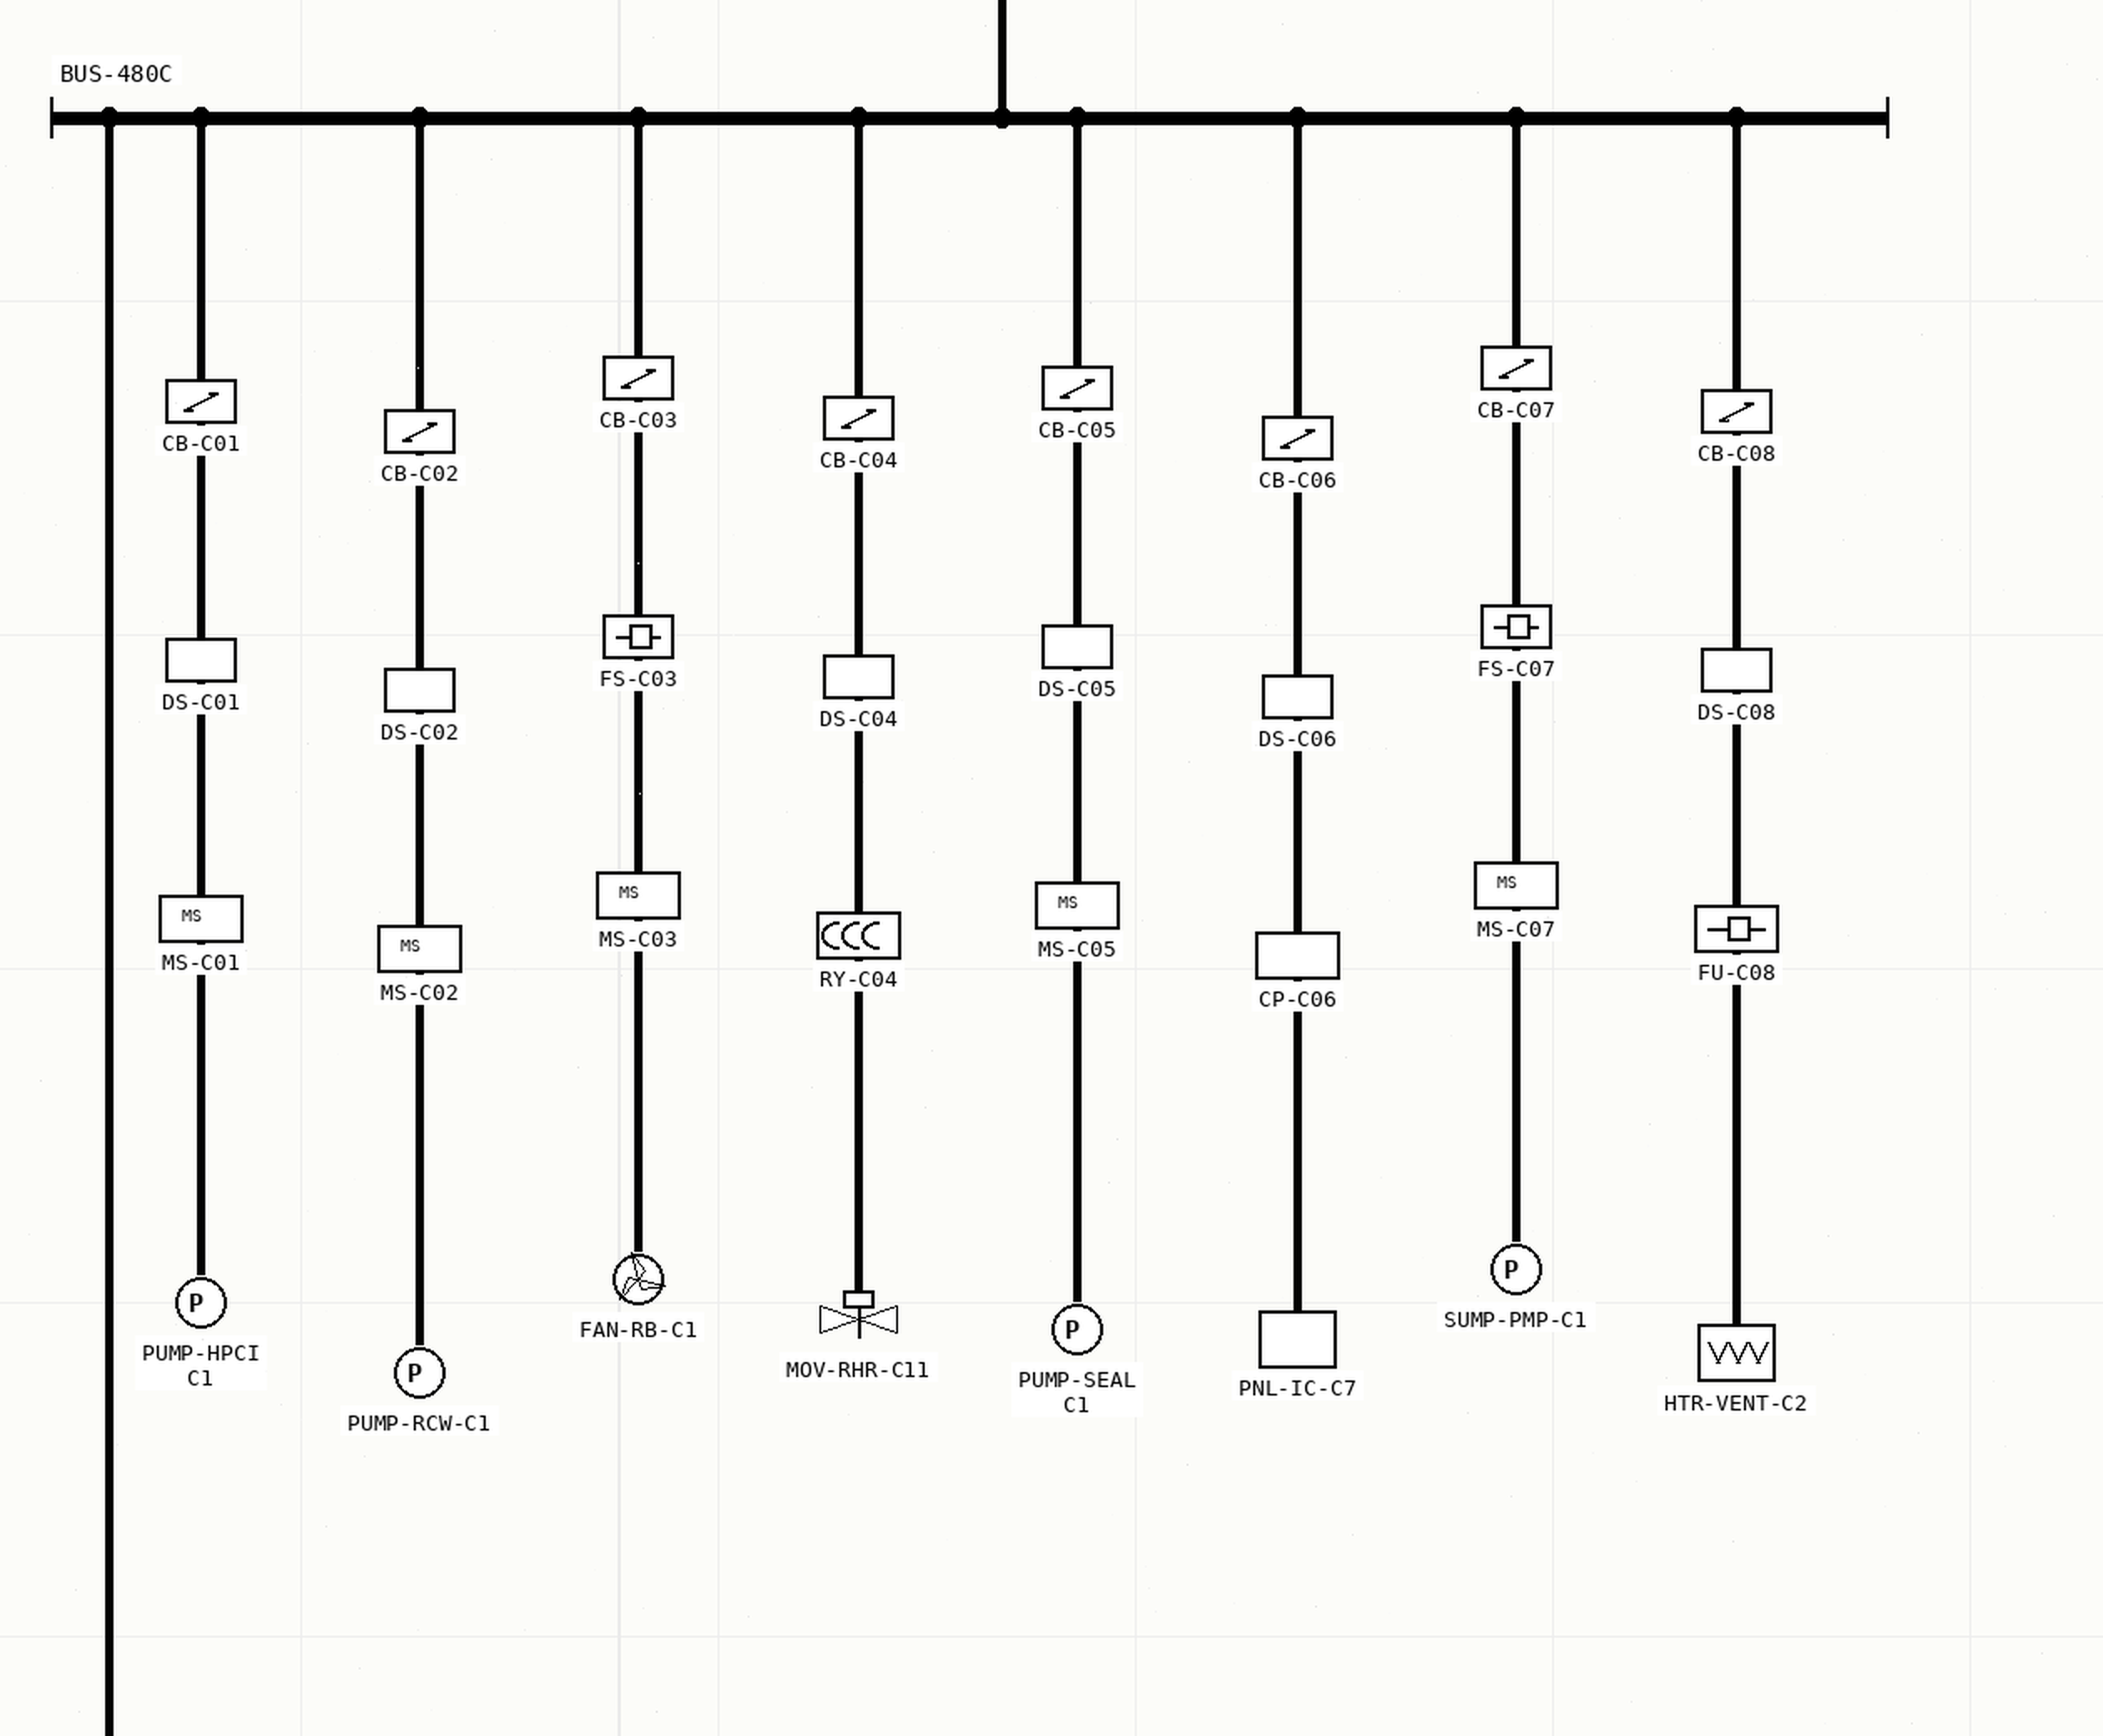 BUS-480C
CB-C01
CB-C02
CB-C03
CB-C04
CB-C05
CB-C06
CB-C07
CB-C08
DS-C01
DS-C02
FS-C03
DS-C04
DS-C05
DS-C06
FS-C07
DS-C08
MS
MS-C01
MS
MS-C02
MS
MS-C03
RY-C04
MS
MS-C05
CP-C06
MS
MS-C07
FU-C08
P
PUMP-HPCI
C1
P
PUMP-RCW-C1
FAN-RB-C1
MOV-RHR-C11
P
PUMP-SEAL
C1
PNL-IC-C7
P
SUMP-PMP-C1
HTR-VENT-C2